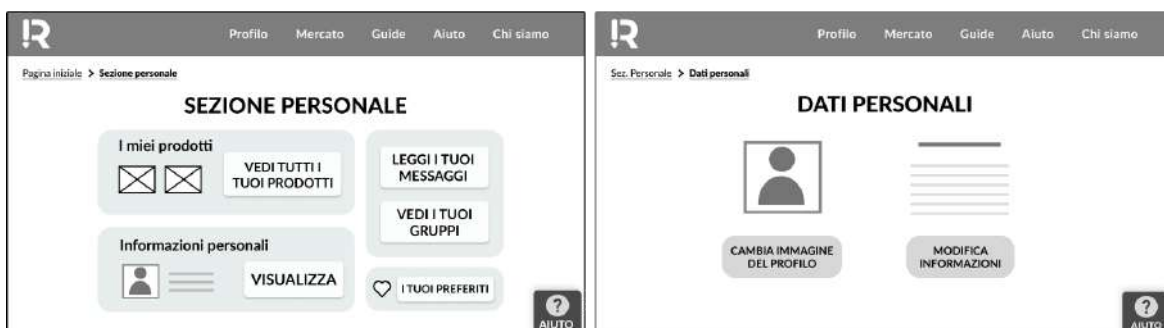 Profilo Mercato Guide Aiuto Chi siamo
Pagina iniziale > Sezione personale
SEZIONE PERSONALE
I miei prodotti
VEDI TUTTI I
TUOI PRODOTTI
LEGGI I TUOI
MESSAGGI
VEDI I TUOI
GRUPPI
Informazioni personali
VISUALIZZA
I TUOI PREFERITI
?
AIUTO
R
Profilo Mercato Guide Aiuto Chi siamo
Sez. Personale > Dati personali
DATI PERSONALI
CAMBIA IMMAGINE
DEL PROFILO
MODIFICA
INFORMAZIONI
?
AIUTO